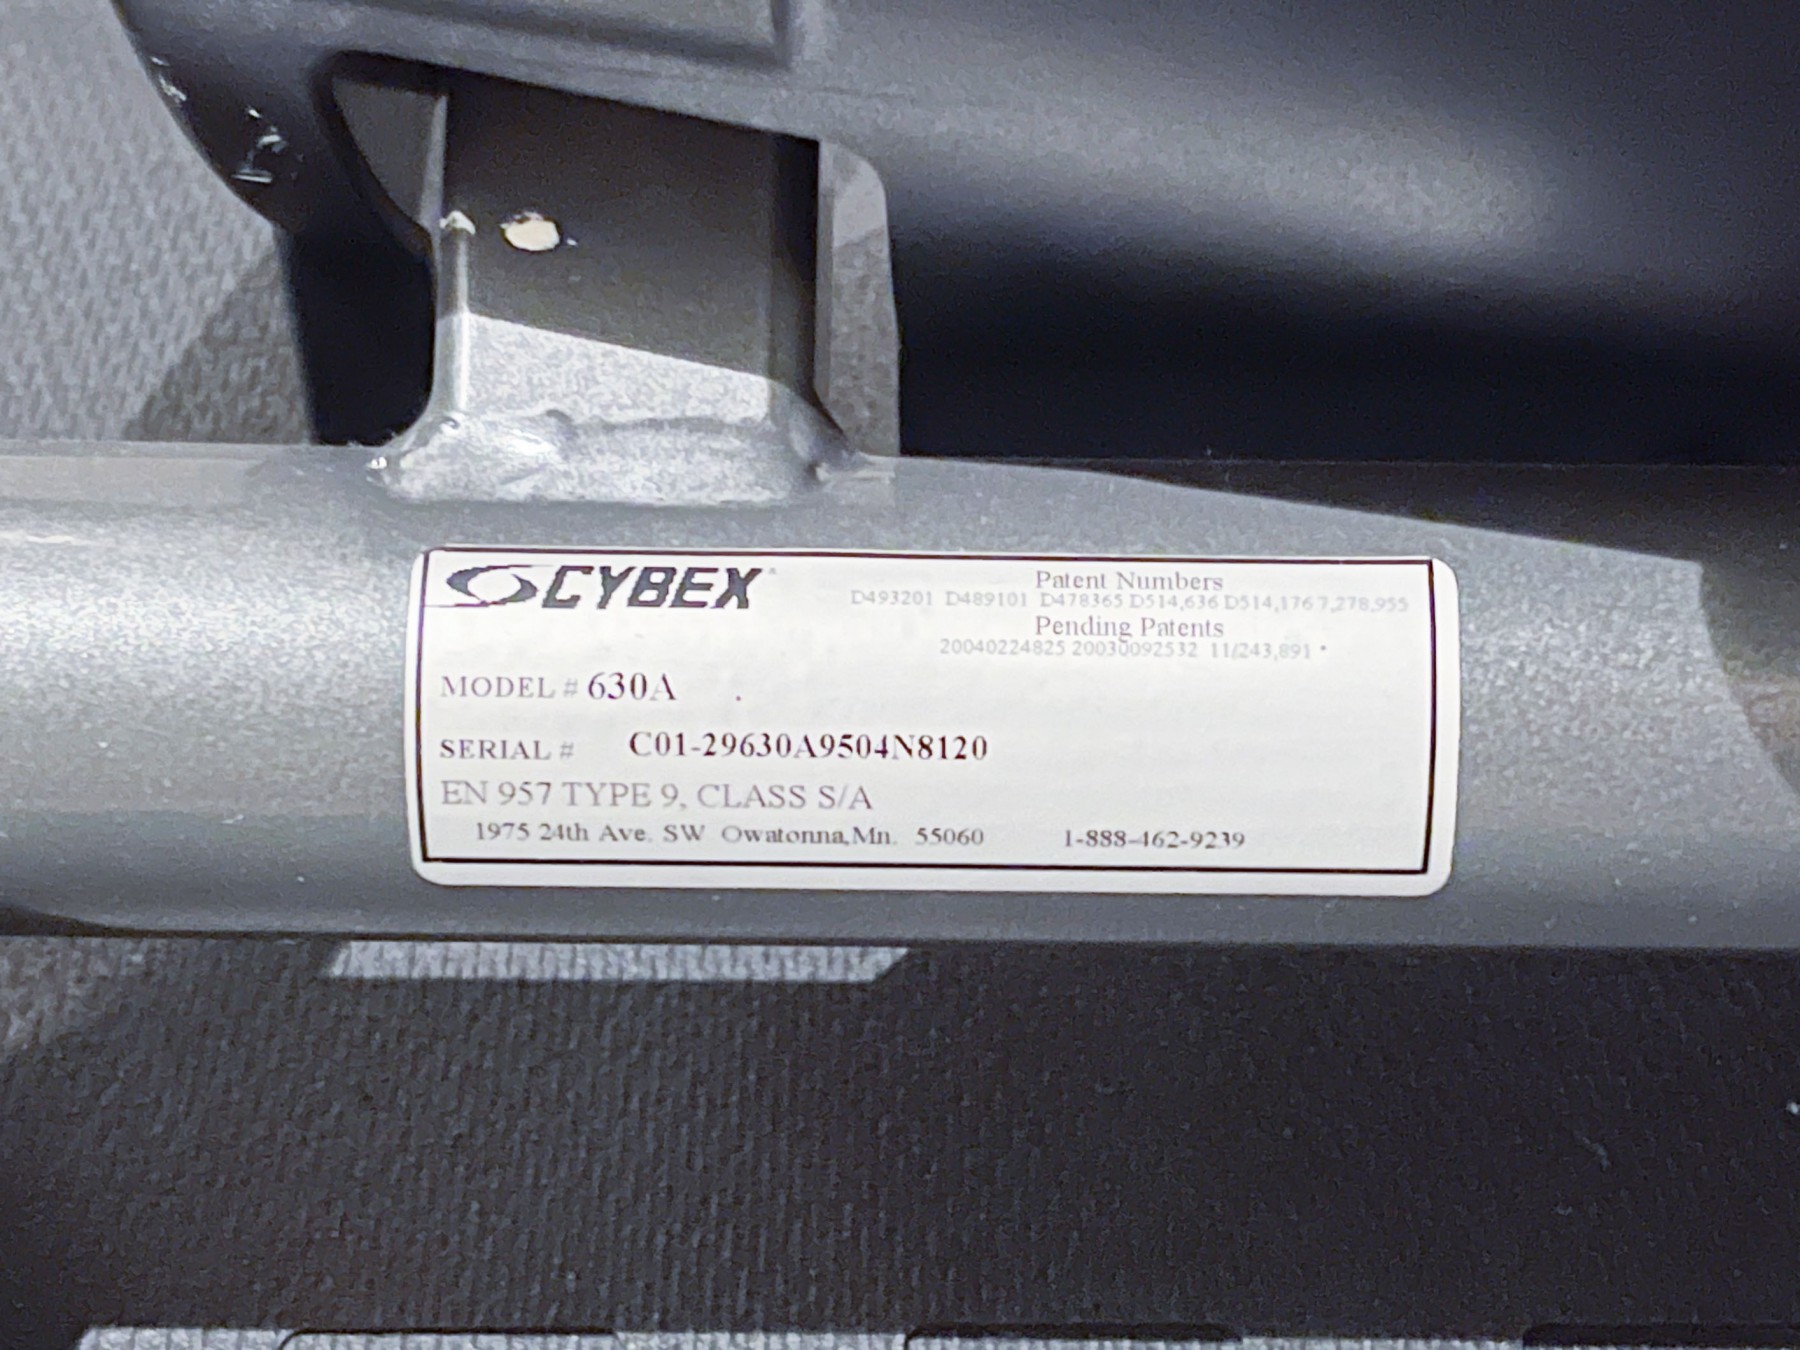 CYBEX
Patent Numbers
D493201 D489101 D478365 D514,636 D514,176 7,278,955
Pending Patents
20040224825 20030092532 11/243,891 *
MODEL # 630A
SERIAL # C01-29630A9504N8120
EN 957 TYPE 9, CLASS S/A
1975 24th Ave. SW Owatonna,Mn. 55060 1-888-462-9239